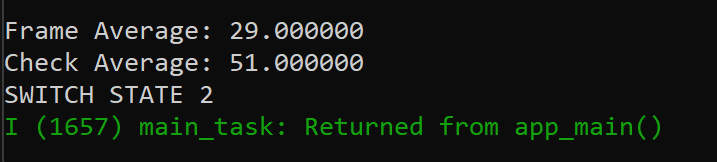 Frame Average: 29.000000
Check Average: 51.000000
SWITCH STATE 2
I (1657) main_task: Returned from app_main()